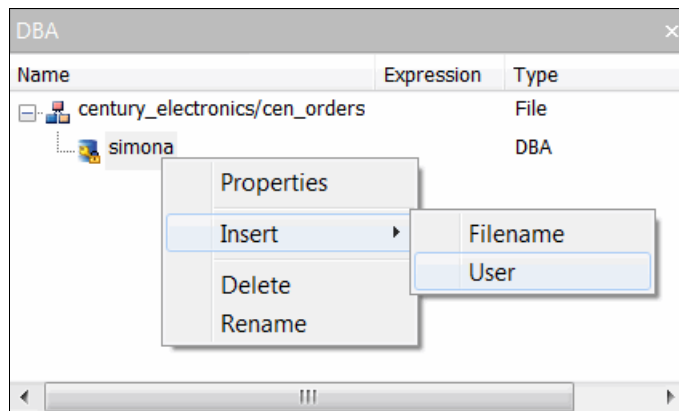 DBA
Name Expression Type
century_electronics/cen_orders File
simona DBA
Properties
Insert Filename
User
Delete
Rename